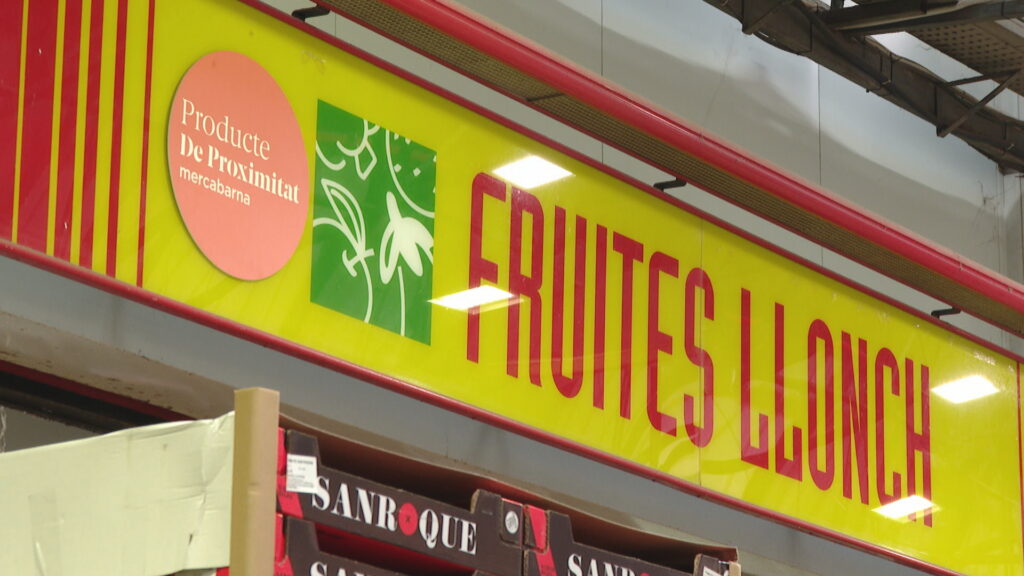 Producte
De Proximitat
mercabarna
FRUITES LLONCH
SANROQUE